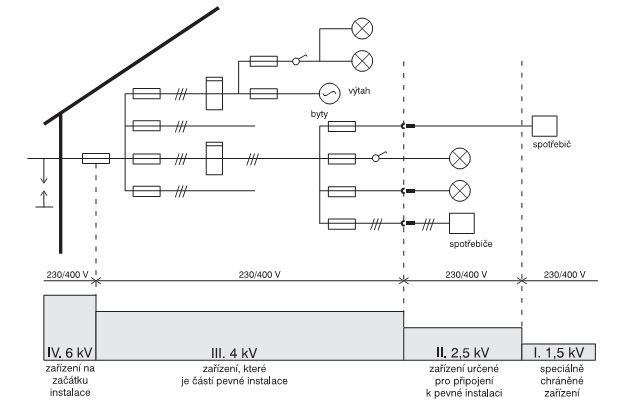 výtah
byty
spotřebič
spotřebiče
230/400 V
230/400 V
230/400 V
230/400 V
IV. 6 kV
III. 4 kV
II. 2,5 kV
I. 1,5 kV
zařízení na
začátku
instalace
zařízení, které
je částí pevné instalace
zařízení určené
pro připojení
k pevné instalaci
speciálně
chráněné
zařízení